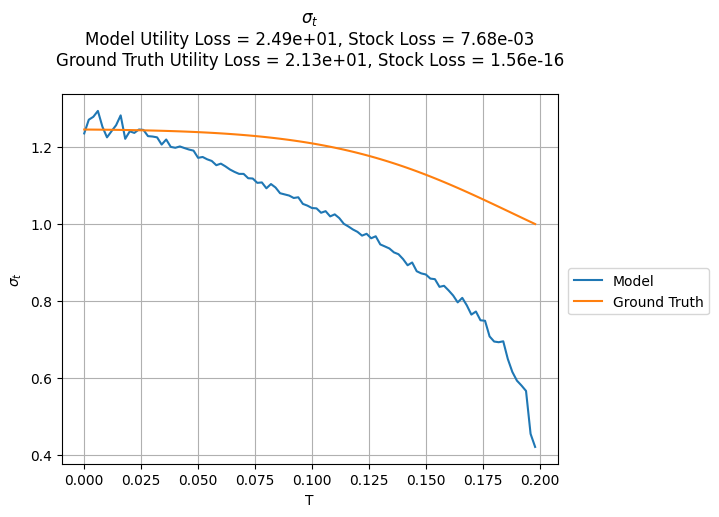 σt
Model Utility Loss = 2.49e+01, Stock Loss = 7.68e-03
Ground Truth Utility Loss = 2.13e+01, Stock Loss = 1.56e-16
1.2
1.0
0.8
0.6
0.4
σt
0.000 0.025 0.050 0.075 0.100 0.125 0.150 0.175 0.200
T
Model
Ground Truth